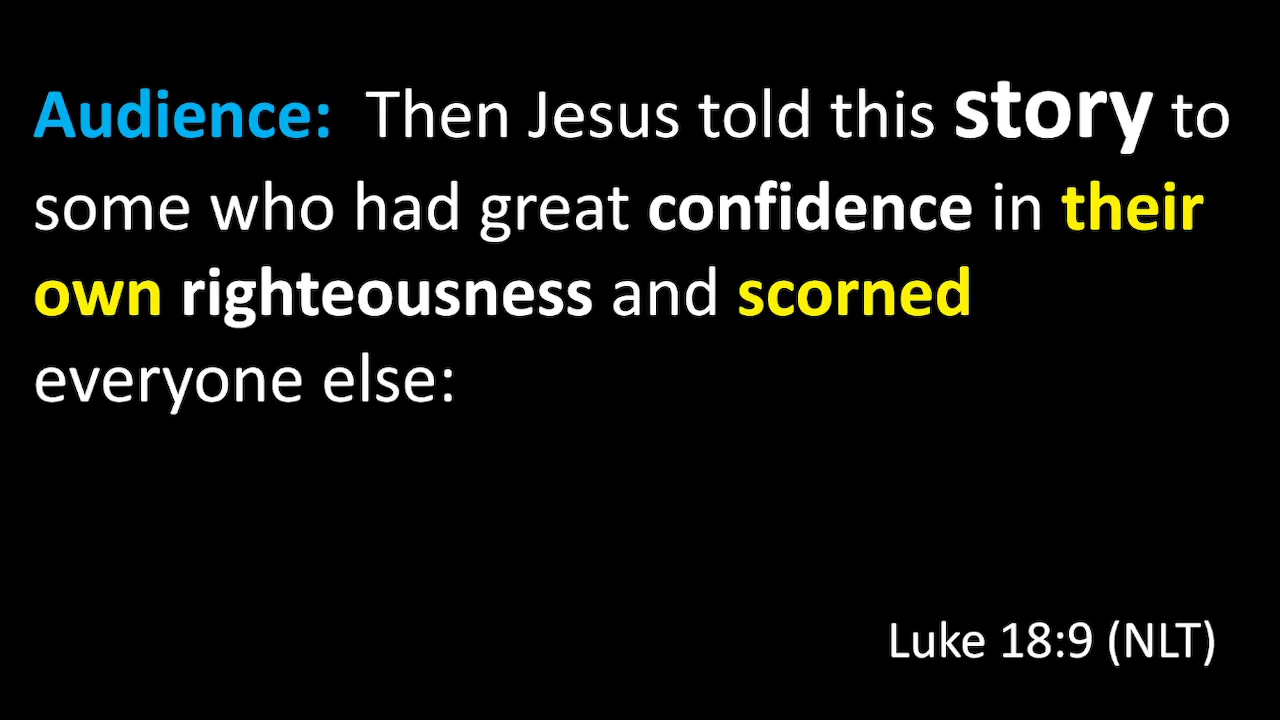 Audience: Then Jesus told this story to
some who had great confidence in their
own righteousness and scorned
everyone else:
Luke 18:9 (NLT)